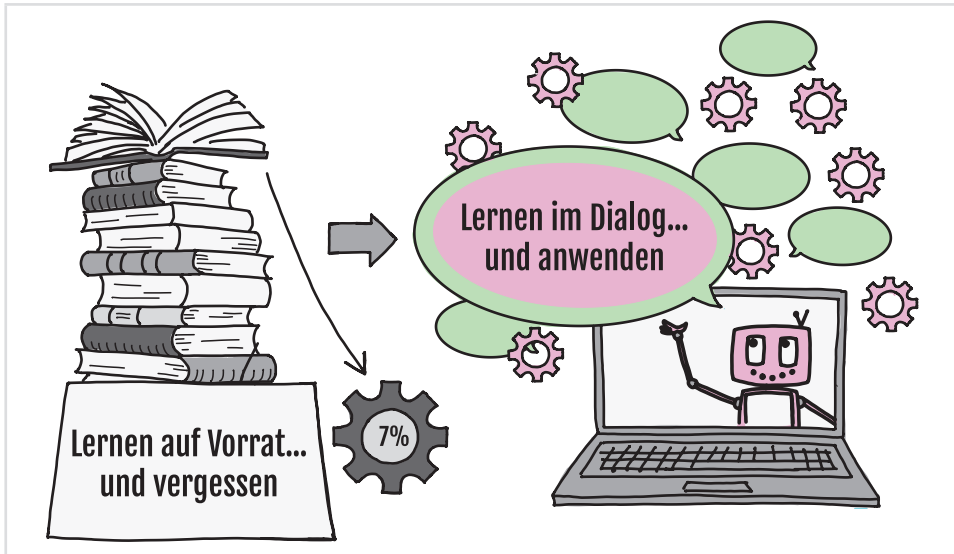 Lernen auf Vorrat...
und vergessen
7%
Lernen im Dialog...
und anwenden